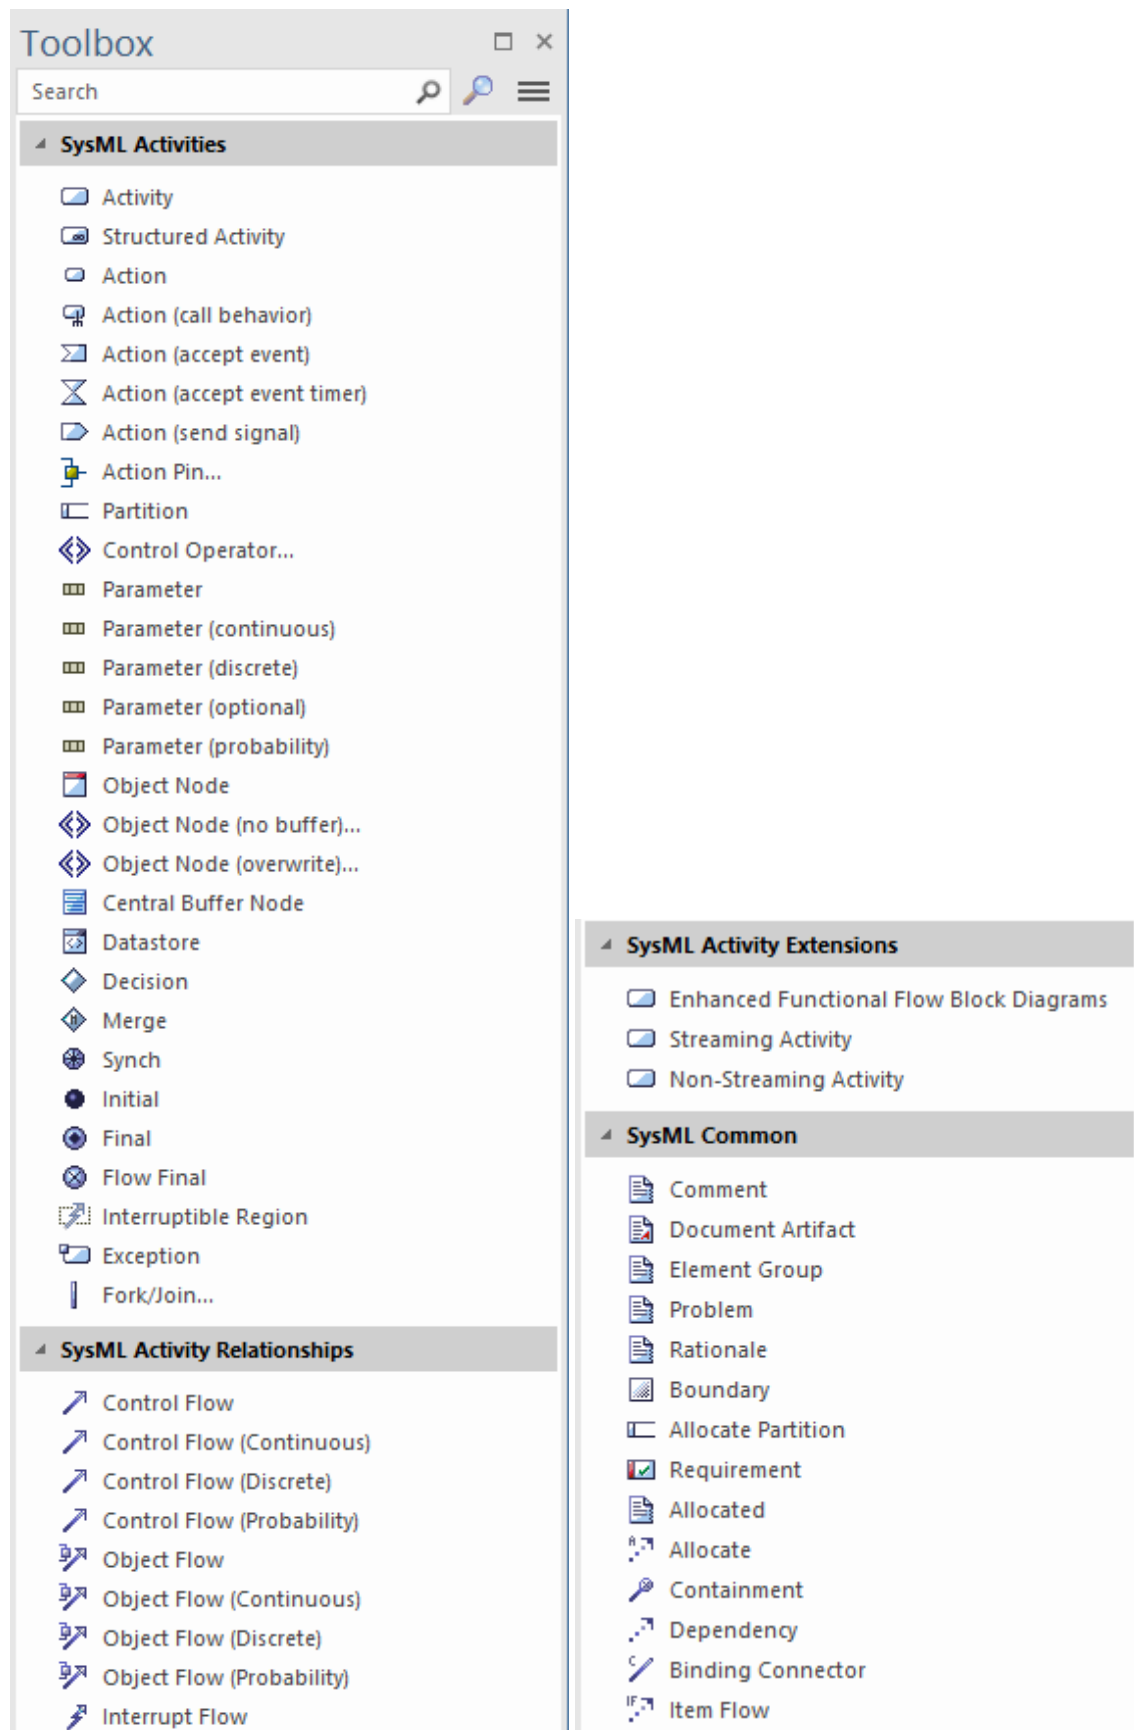 Toolbox
Search
SysML Activities
Activity
Structured Activity
Action
Action (call behavior)
Action (accept event)
Action (accept event timer)
Action (send signal)
Action Pin...
Partition
Control Operator...
Parameter
Parameter (continuous)
Parameter (discrete)
Parameter (optional)
Parameter (probability)
Object Node
Object Node (no buffer)...
Object Node (overwrite)...
Central Buffer Node
Datastore
Decision
Merge
Synch
Initial
Final
Flow Final
Interruptible Region
Exception
Fork/Join...
SysML Activity Relationships
Control Flow
Control Flow (Continuous)
Control Flow (Discrete)
Control Flow (Probability)
Object Flow
Object Flow (Continuous)
Object Flow (Discrete)
Object Flow (Probability)
Interrupt Flow
SysML Activity Extensions
Enhanced Functional Flow Block Diagrams
Streaming Activity
Non-Streaming Activity
SysML Common
Comment
Document Artifact
Element Group
Problem
Rationale
Boundary
Allocate Partition
Requirement
Allocated
Allocate
Containment
Dependency
Binding Connector
Item Flow